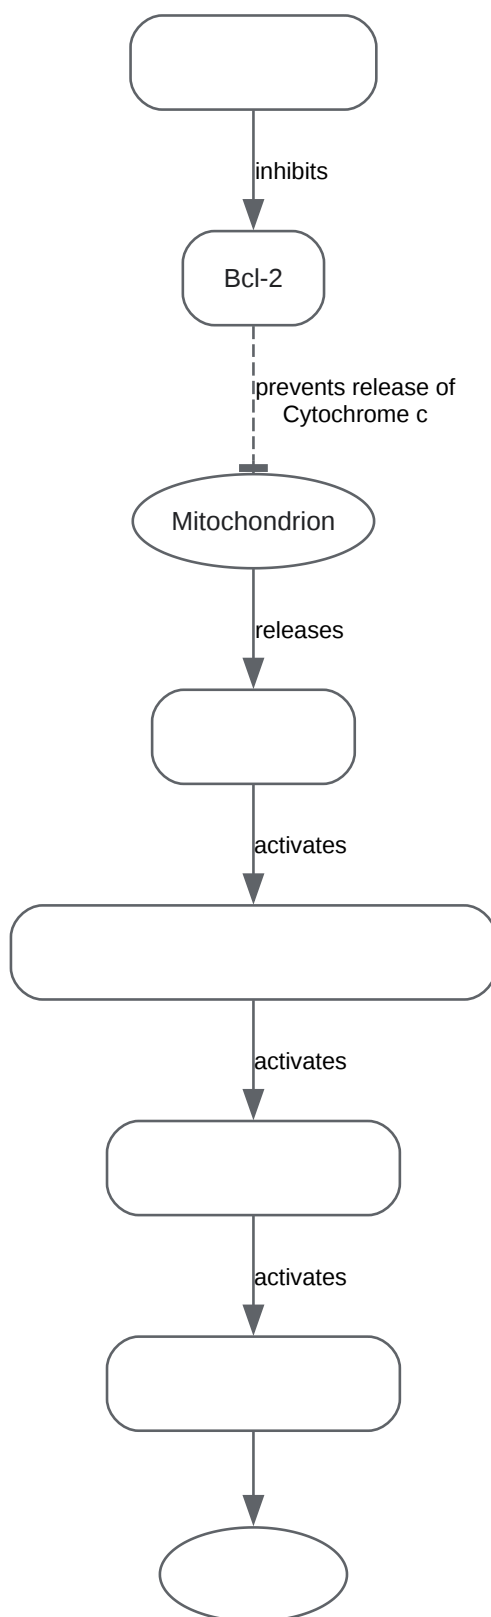 inhibits
Bcl-2
prevents release of
Cytochrome c
Mitochondrion
releases
activates
activates
activates